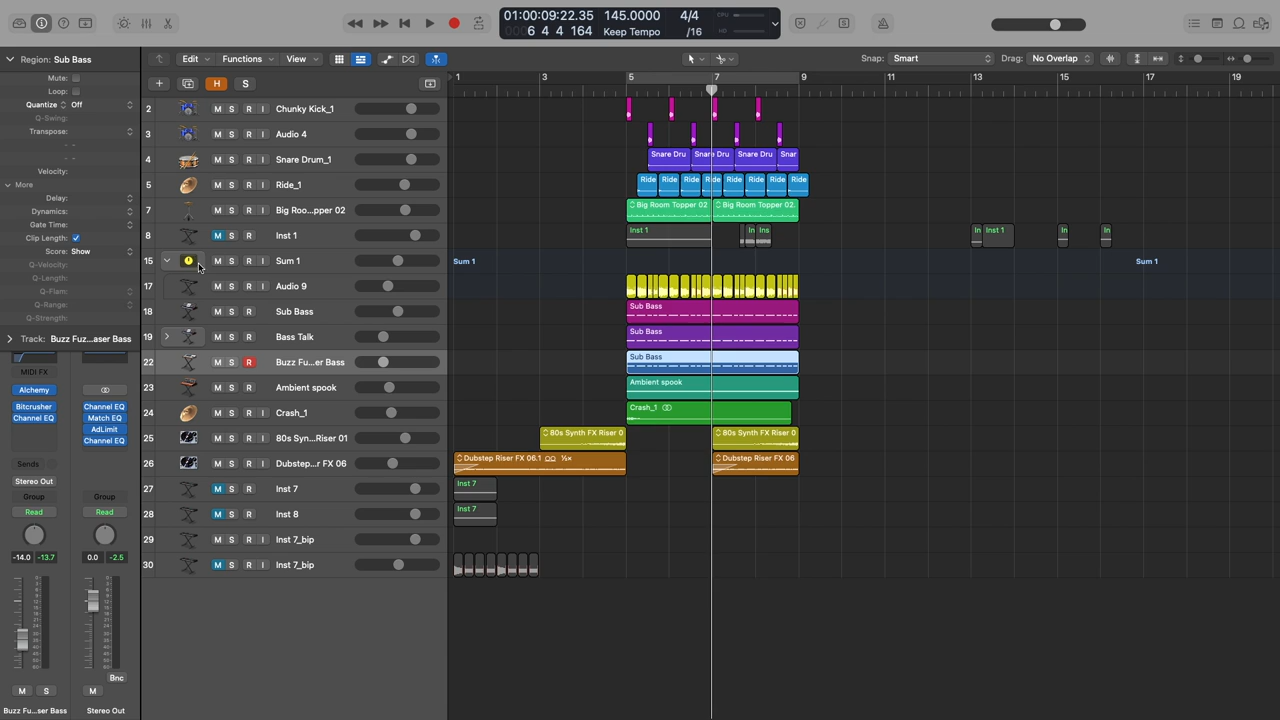 01:00:09:22.35 145.0000 4/4 CPU
6 4 4 164 Keep Tempo /16 HD
Region: Sub Bass
Edit Functions View
Snap: Smart Drag: No Overlap
Mute:
Loop:
Quantize Off
Q-Swing:
Transpose:
Velocity:
More
Delay:
Dynamics:
Gate Time:
Clip Length:
Score: Show
Q-Velocity:
Q-Length:
Q-Flam:
Q-Range:
Q-Strength:
Track: Buzz Fuz...aser Bass
MIDI FX
Alchemy
Bitcrusher Channel EQ
Channel EQ Match EQ
AdLimit
Channel EQ
Sends
Stereo Out
Group Group
Read Read
-14.0 -13.7 0.0 -2.5
Bnc
M S M
Buzz Fu...ser Bass Stereo Out
H S
1 3 5 7 9 11 13 15 17 19
2 M S R I Chunky Kick_1
3 M S R I Audio 4
4 M S R I Snare Drum_1 Snare Dru Snare Dru Snare Dru Snar
5 M S R I Ride_1 Ride Ride Ride Ride Ride Ride Ride Ride
7 M S R I Big Roo...pper 02 Big Room Topper 02 Big Room Topper 02.
8 M S R I Inst 1 Inst 1 In Ins In Inst 1 In In
15 M S R I Sum 1 Sum 1 Sum 1
17 M S R I Audio 9
18 M S R I Sub Bass Sub Bass
19 M S R I Bass Talk Sub Bass
22 M S R Buzz Fu...er Bass Sub Bass
23 M S R I Ambient spook Ambient spook
24 M S R I Crash_1 Crash_1
25 M S R I 80s Syn...Riser 01 80s Synth FX Riser 0 80s Synth FX Riser 0
26 M S R I Dubstep...r FX 06 Dubstep Riser FX 06.1 ½× Dubstep Riser FX 06
27 M S R Inst 7 Inst 7
28 M S R Inst 8 Inst 7
29 M S R I Inst 7_bip
30 M S R I Inst 7_bip